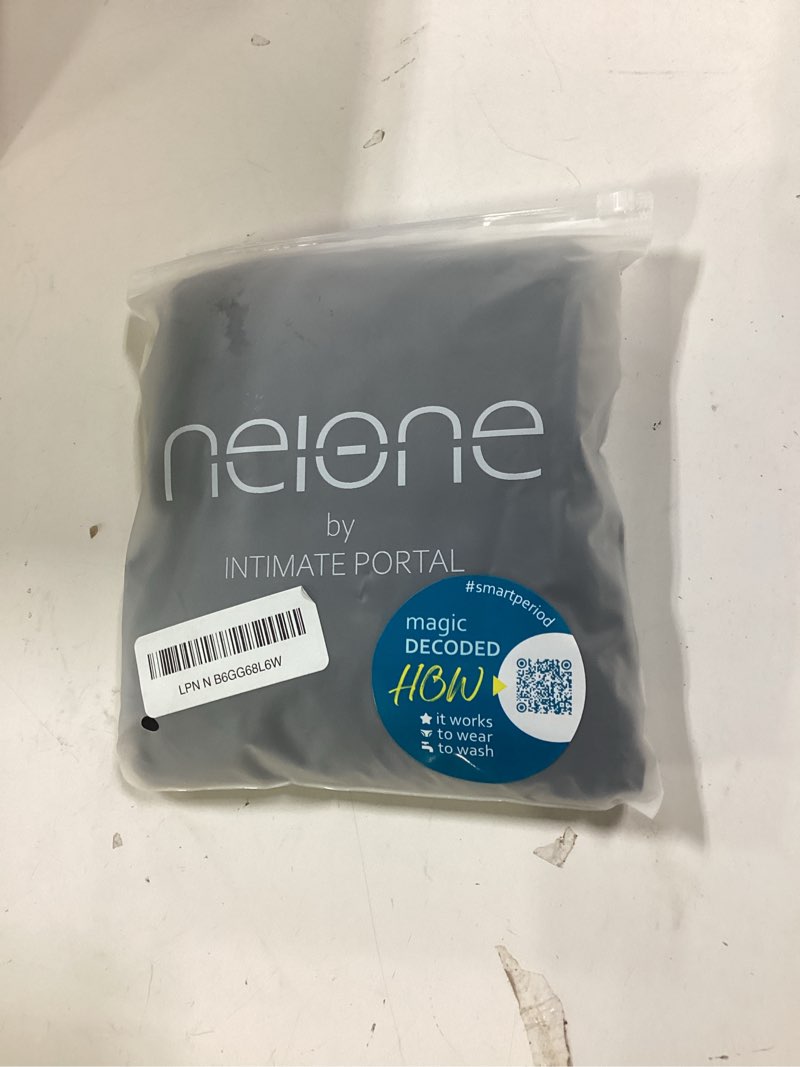 neione
by
INTIMATE PORTAL
LPN N B6GG68L6W
#smartperiod
magic
DECODED
HOW
it works
to wear
to wash